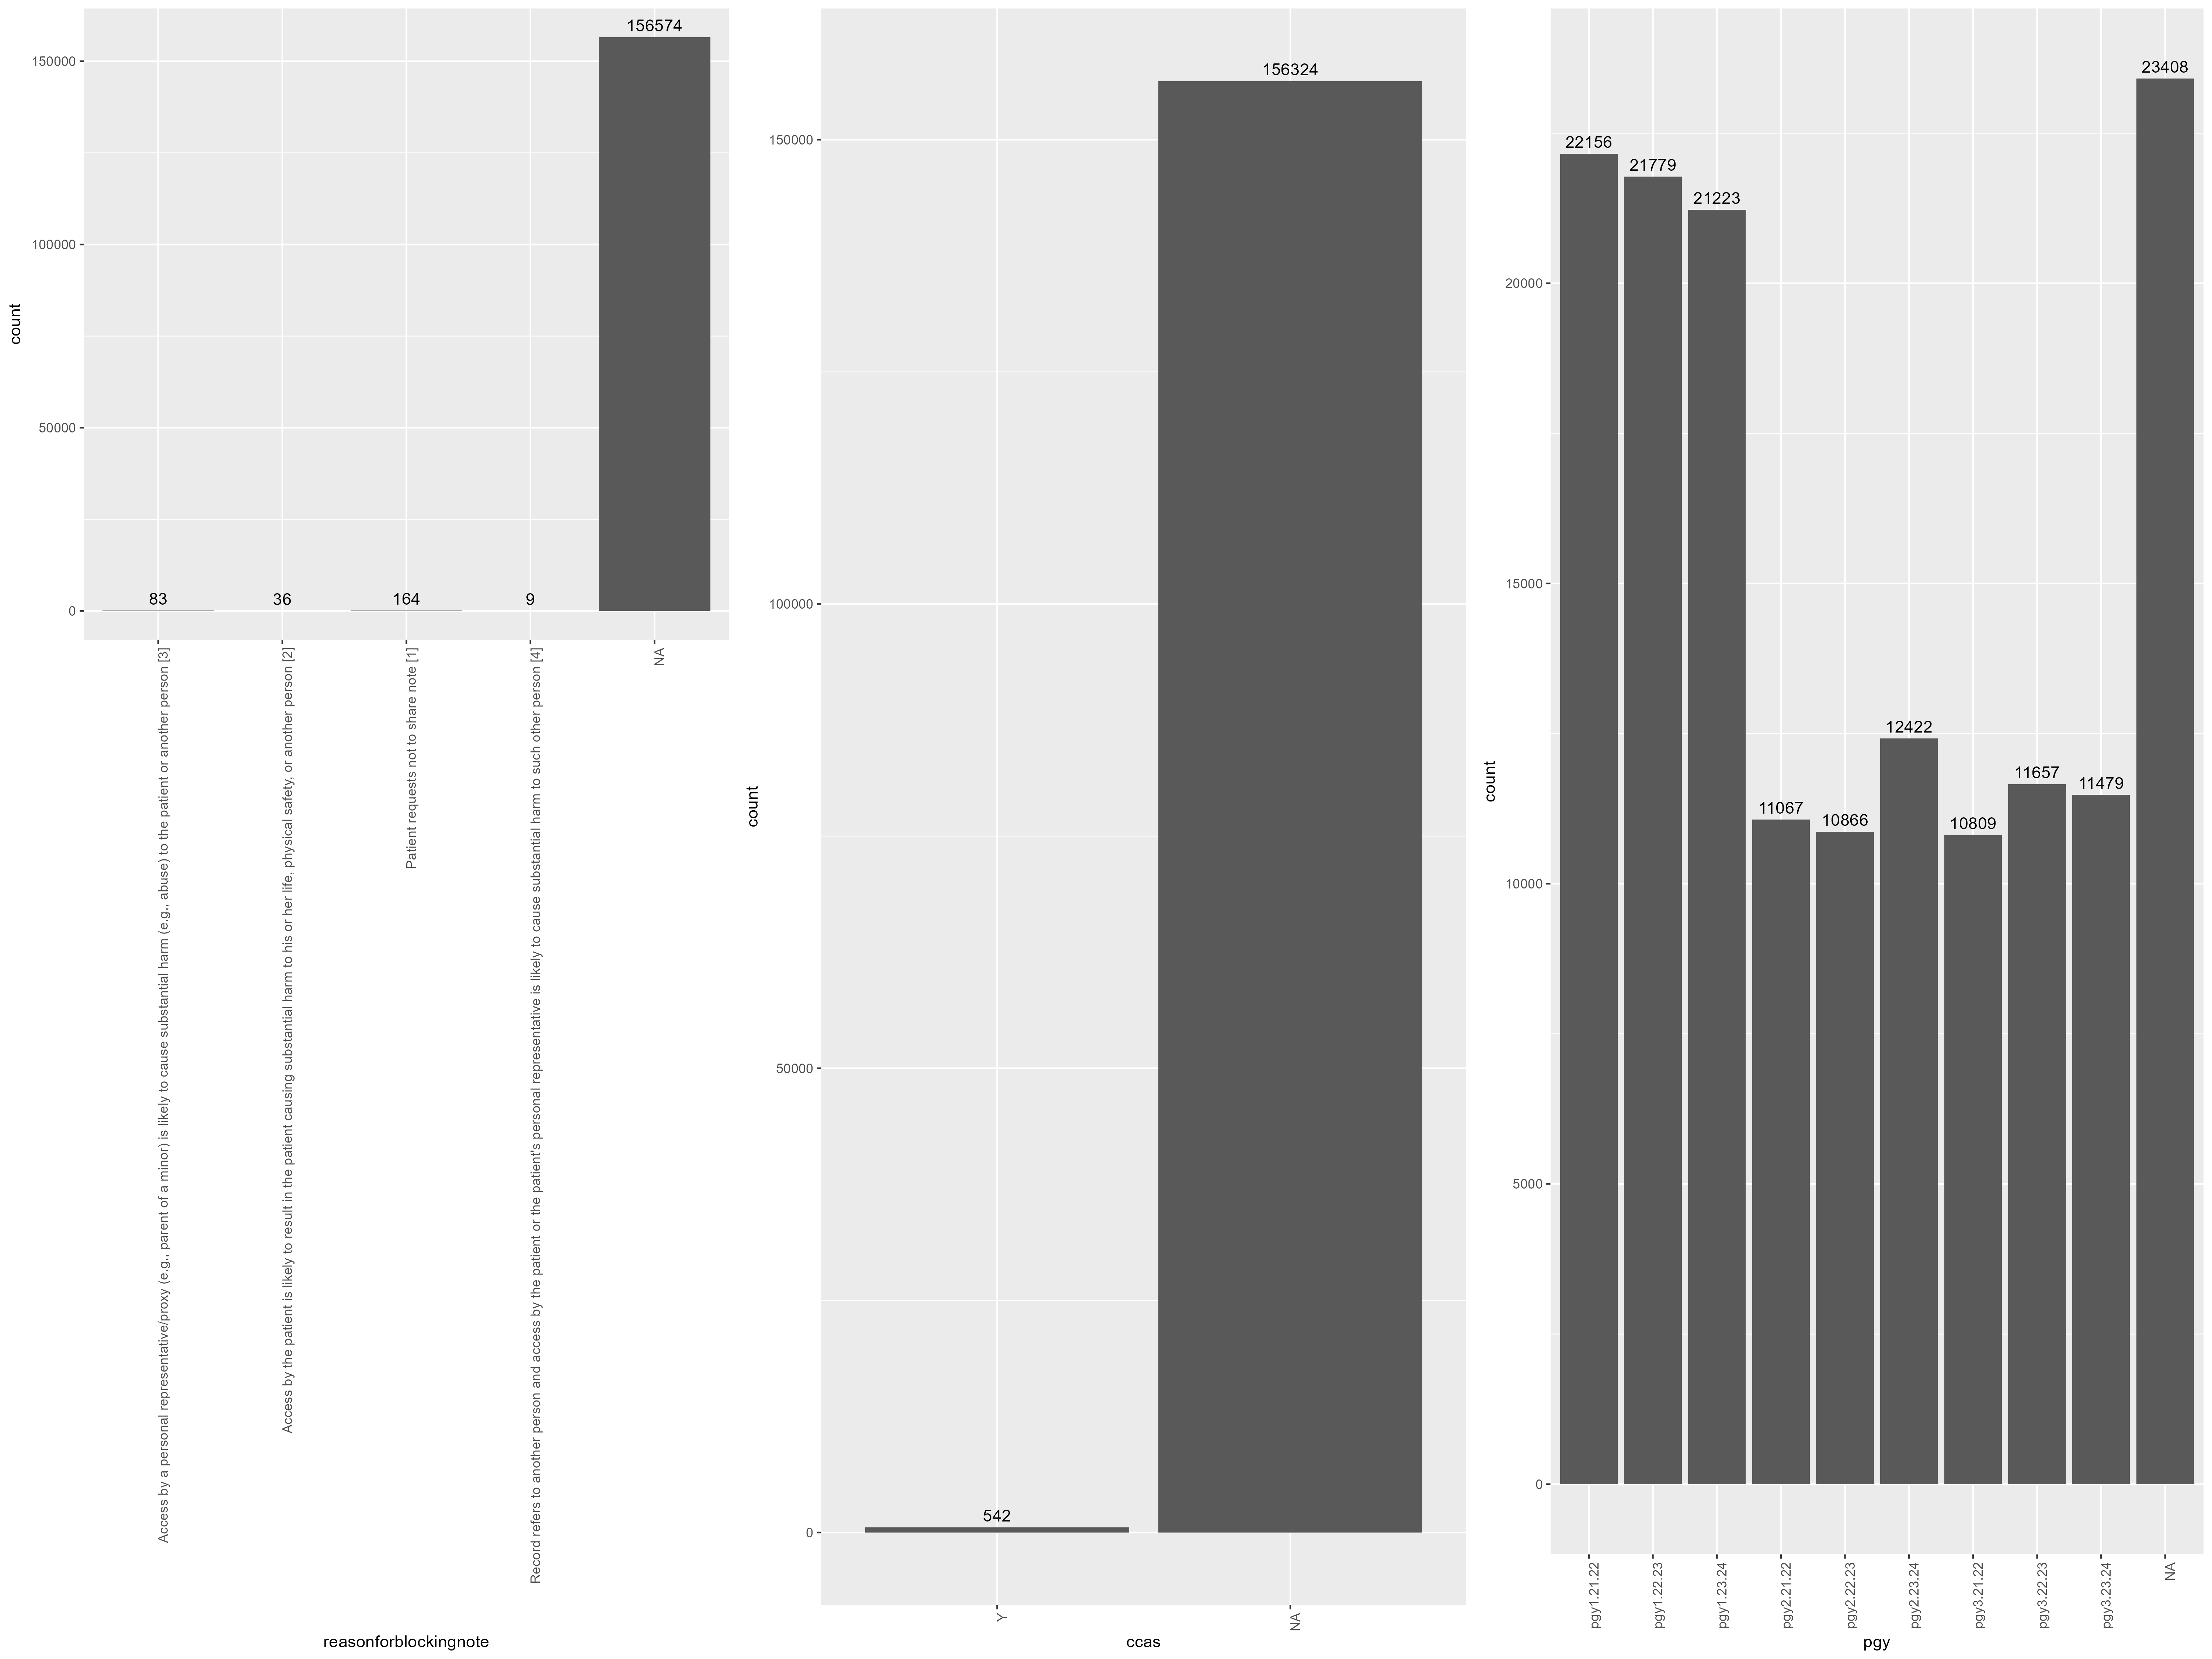 count
150000
100000
50000
0
83
36
164
9
156574
Access by a personal representative/proxy (e.g., parent of a minor) is likely to cause substantial harm (e.g., abuse) to the patient or another person [3]
Access by the patient is likely to result in the patient causing substantial harm to his or her life, physical safety, or another person [2]
Patient requests not to share note [1]
Record refers to another person and access by the patient or the patient's personal representative is likely to cause substantial harm to such other person [4]
NA
reasonforblockingnote
count
150000
100000
50000
0
542
156324
Y
NA
ccas
count
20000
15000
10000
5000
0
22156
21779
21223
11067
10866
12422
10809
11657
11479
23408
pgy1.21.22
pgy1.22.23
pgy1.23.24
pgy2.21.22
pgy2.22.23
pgy2.23.24
pgy3.21.22
pgy3.22.23
pgy3.23.24
NA
pgy